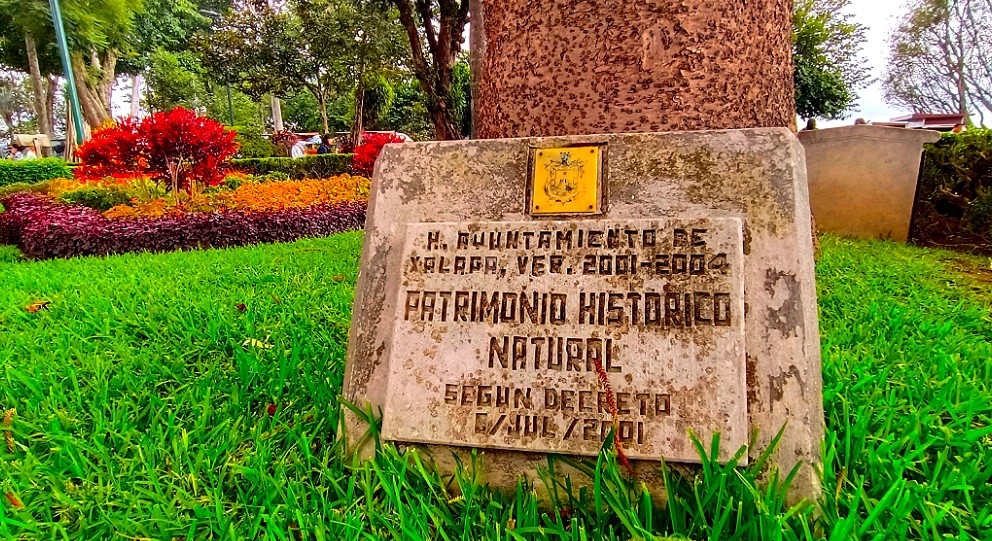 H. AYUNTAMIENTO DE
XALAPA, VER. 2001-2004
PATRIMONIO HISTORICO
NATURAL
SEGUN DECRETO
6/JUL/2001